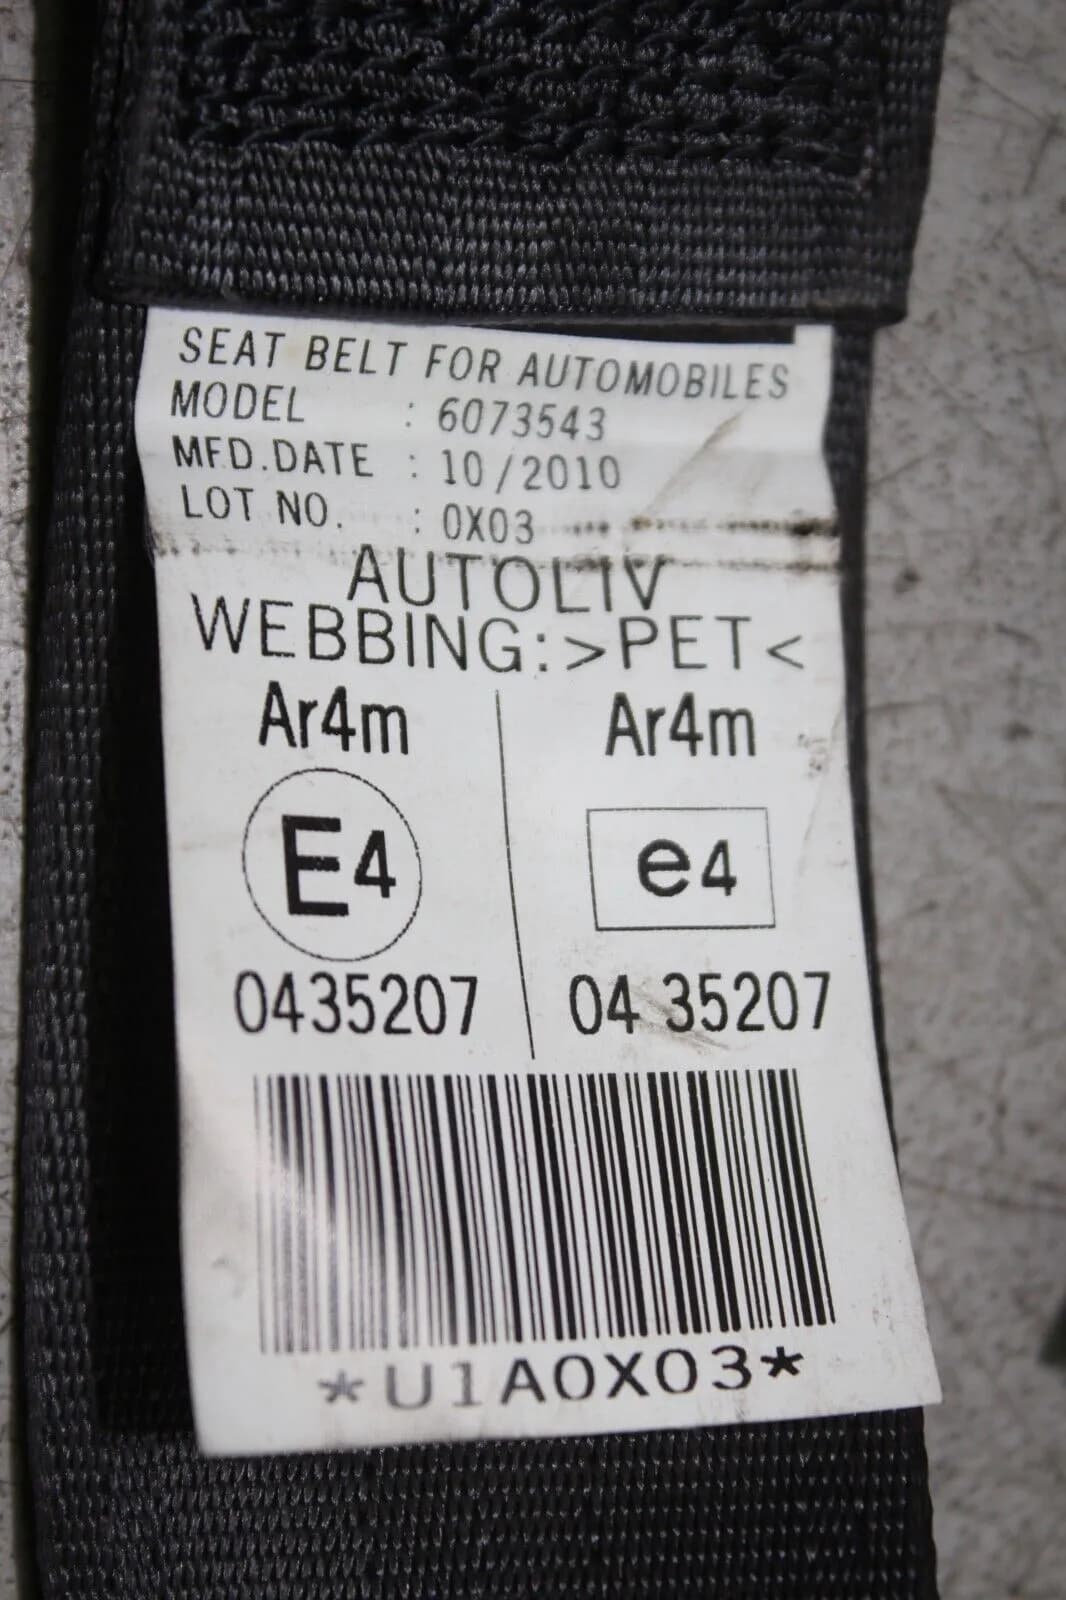 SEAT BELT FOR AUTOMOBILES
MODEL : 6073543
MFD.DATE : 10/2010
LOT NO. : 0X03
AUTOLIV
WEBBING:>PET<
Ar4m Ar4m
E4 e4
0435207 04 35207
*U1A0X03*